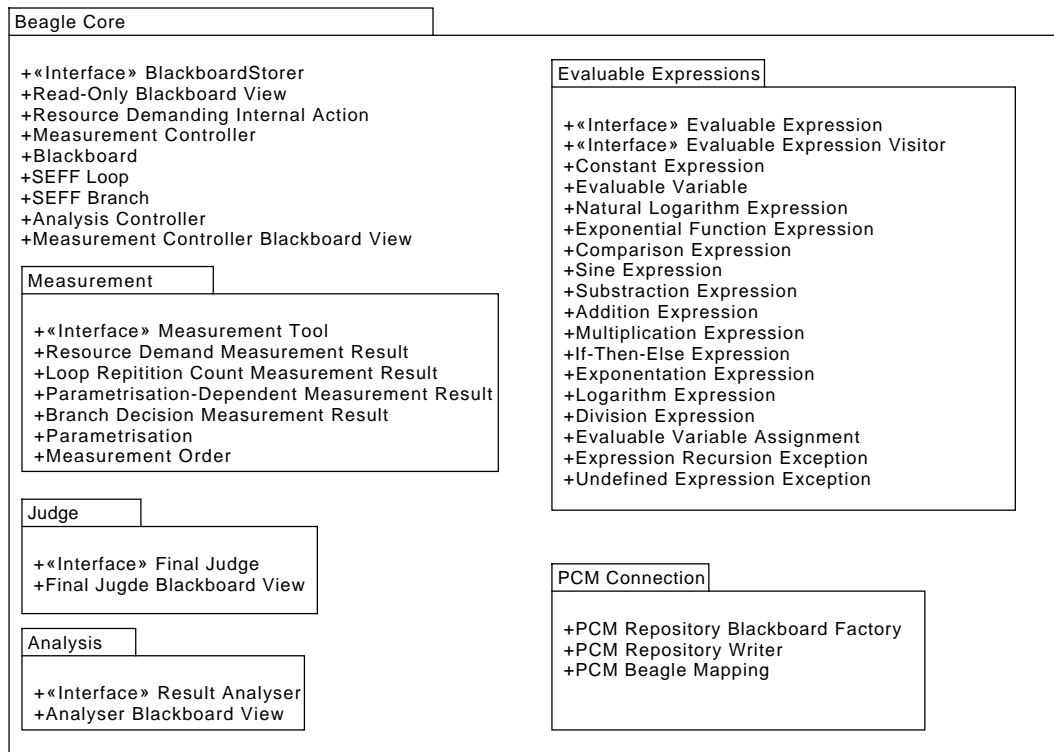 Beagle Core
+«Interface» BlackboardStorer
+Read-Only Blackboard View
+Resource Demanding Internal Action
+Measurement Controller
+Blackboard
+SEFF Loop
+SEFF Branch
+Analysis Controller
+Measurement Controller Blackboard View
Measurement
+«Interface» Measurement Tool
+Resource Demand Measurement Result
+Loop Repitition Count Measurement Result
+Parametrisation-Dependent Measurement Result
+Branch Decision Measurement Result
+Parametrisation
+Measurement Order
Judge
+«Interface» Final Judge
+Final Jugde Blackboard View
Analysis
+«Interface» Result Analyser
+Analyser Blackboard View
Evaluable Expressions
+«Interface» Evaluable Expression
+«Interface» Evaluable Expression Visitor
+Constant Expression
+Evaluable Variable
+Natural Logarithm Expression
+Exponential Function Expression
+Comparison Expression
+Sine Expression
+Substraction Expression
+Addition Expression
+Multiplication Expression
+If-Then-Else Expression
+Exponentation Expression
+Logarithm Expression
+Division Expression
+Evaluable Variable Assignment
+Expression Recursion Exception
+Undefined Expression Exception
PCM Connection
+PCM Repository Blackboard Factory
+PCM Repository Writer
+PCM Beagle Mapping